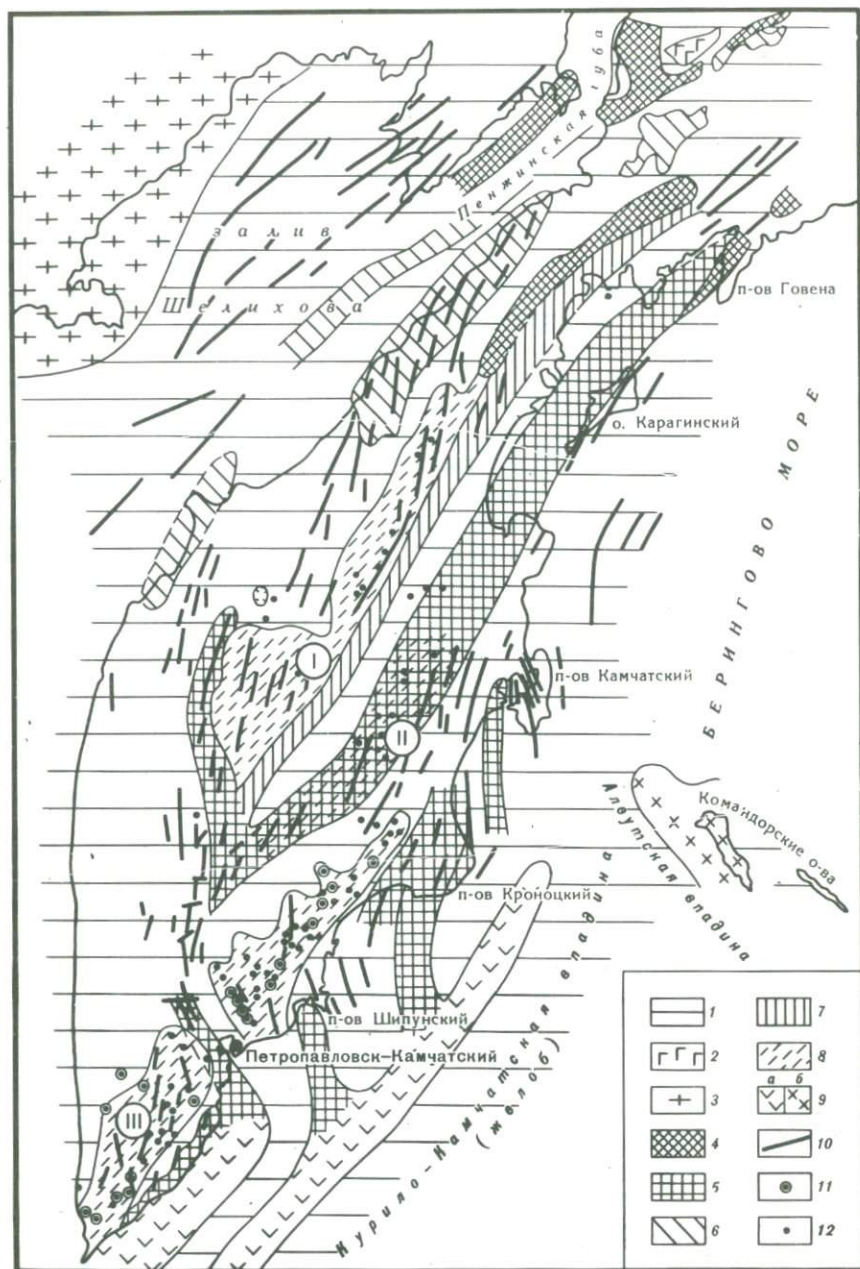 Пенжинская губа
залив
Шелихова
п-ов Говена
о. Карагинский
БЕРИНГОВО МОРЕ
I
п-ов Камчатский
II
Алеутская впадина
Командорские о-ва
п-ов Кроноцкий
п-ов Шипунский
Петропавловск-Камчатский
III
Курило-Камчатская впадина
(желоб)
1
2
3
4
5
6
7
8
а б 9
10
11
12